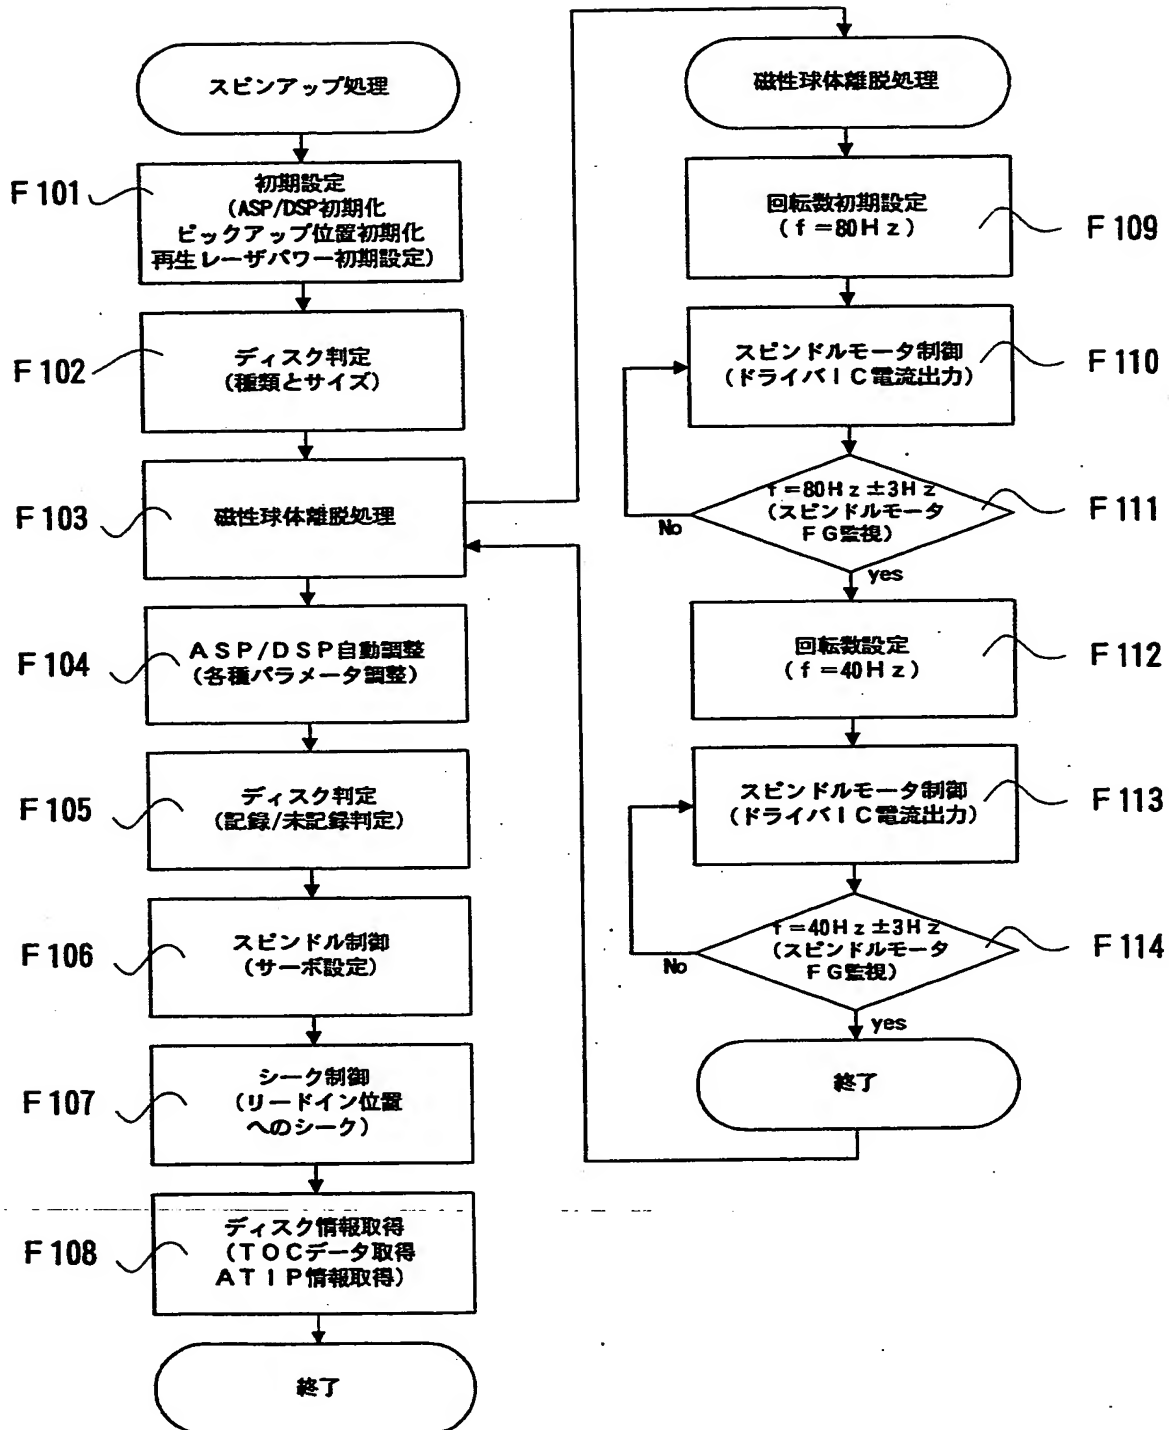 スピンアップ処理
F101
初期設定
(ASP/DSP初期化
ピックアップ位置初期化
再生レーザパワー初期設定)
F102
ディスク判定
(種類とサイズ)
F103
磁性球体離脱処理
F104
ASP/DSP自動調整
(各種パラメータ調整)
F105
ディスク判定
(記録/未記録判定)
F106
スピンドル制御
(サーボ設定)
F107
シーク制御
(リードイン位置
へのシーク)
F108
ディスク情報取得
(TOCデータ取得
ATIP情報取得)
終了
磁性球体離脱処理
回転数初期設定
(f=80Hz)
F109
スピンドルモータ制御
(ドライバIC電流出力)
F110
f=80Hz±3Hz
(スピンドルモータ
FG監視)
F111
No
yes
回転数設定
(f=40Hz)
F112
スピンドルモータ制御
(ドライバIC電流出力)
F113
f=40Hz±3Hz
(スピンドルモータ
FG監視)
F114
No
yes
終了